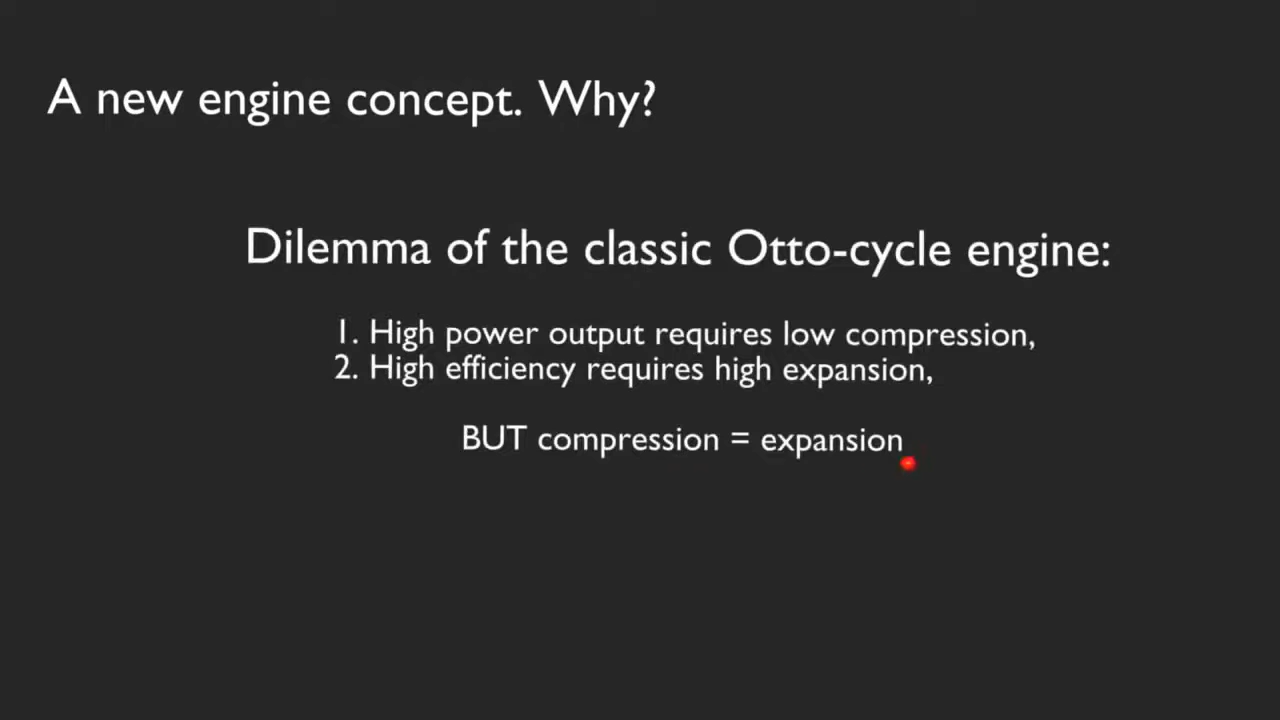 A new engine concept. Why?
Dilemma of the classic Otto-cycle engine:
1. High power output requires low compression,
2. High efficiency requires high expansion,
BUT compression = expansion